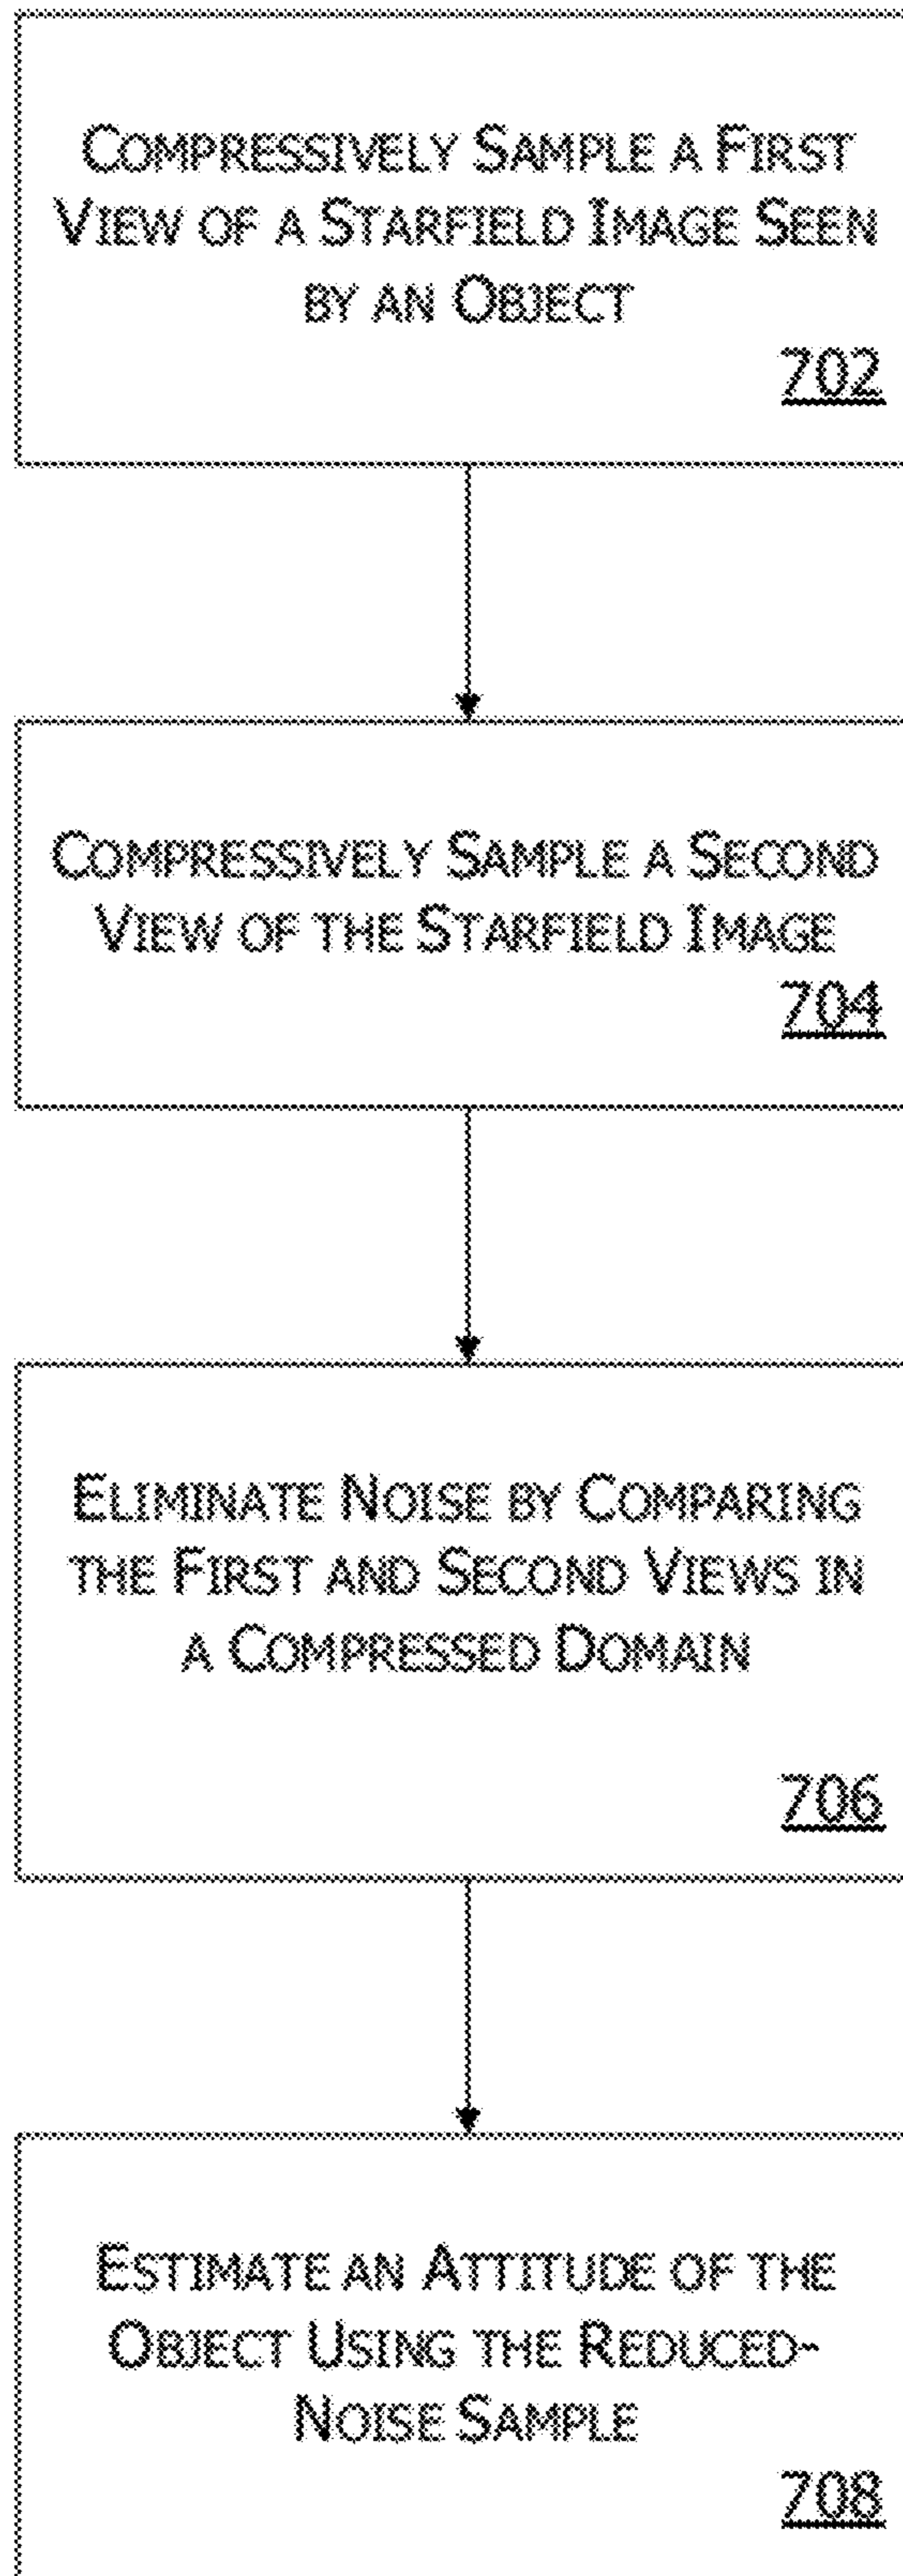 COMPRESSIVELY SAMPLE A FIRST
VIEW OF A STARFIELD IMAGE SEEN
BY AN OBJECT
702
COMPRESSIVELY SAMPLE A SECOND
VIEW OF THE STARFIELD IMAGE
704
ELIMINATE NOISE BY COMPARING
THE FIRST AND SECOND VIEWS IN
A COMPRESSED DOMAIN
706
ESTIMATE AN ATTITUDE OF THE
OBJECT USING THE REDUCED-
NOISE SAMPLE
708